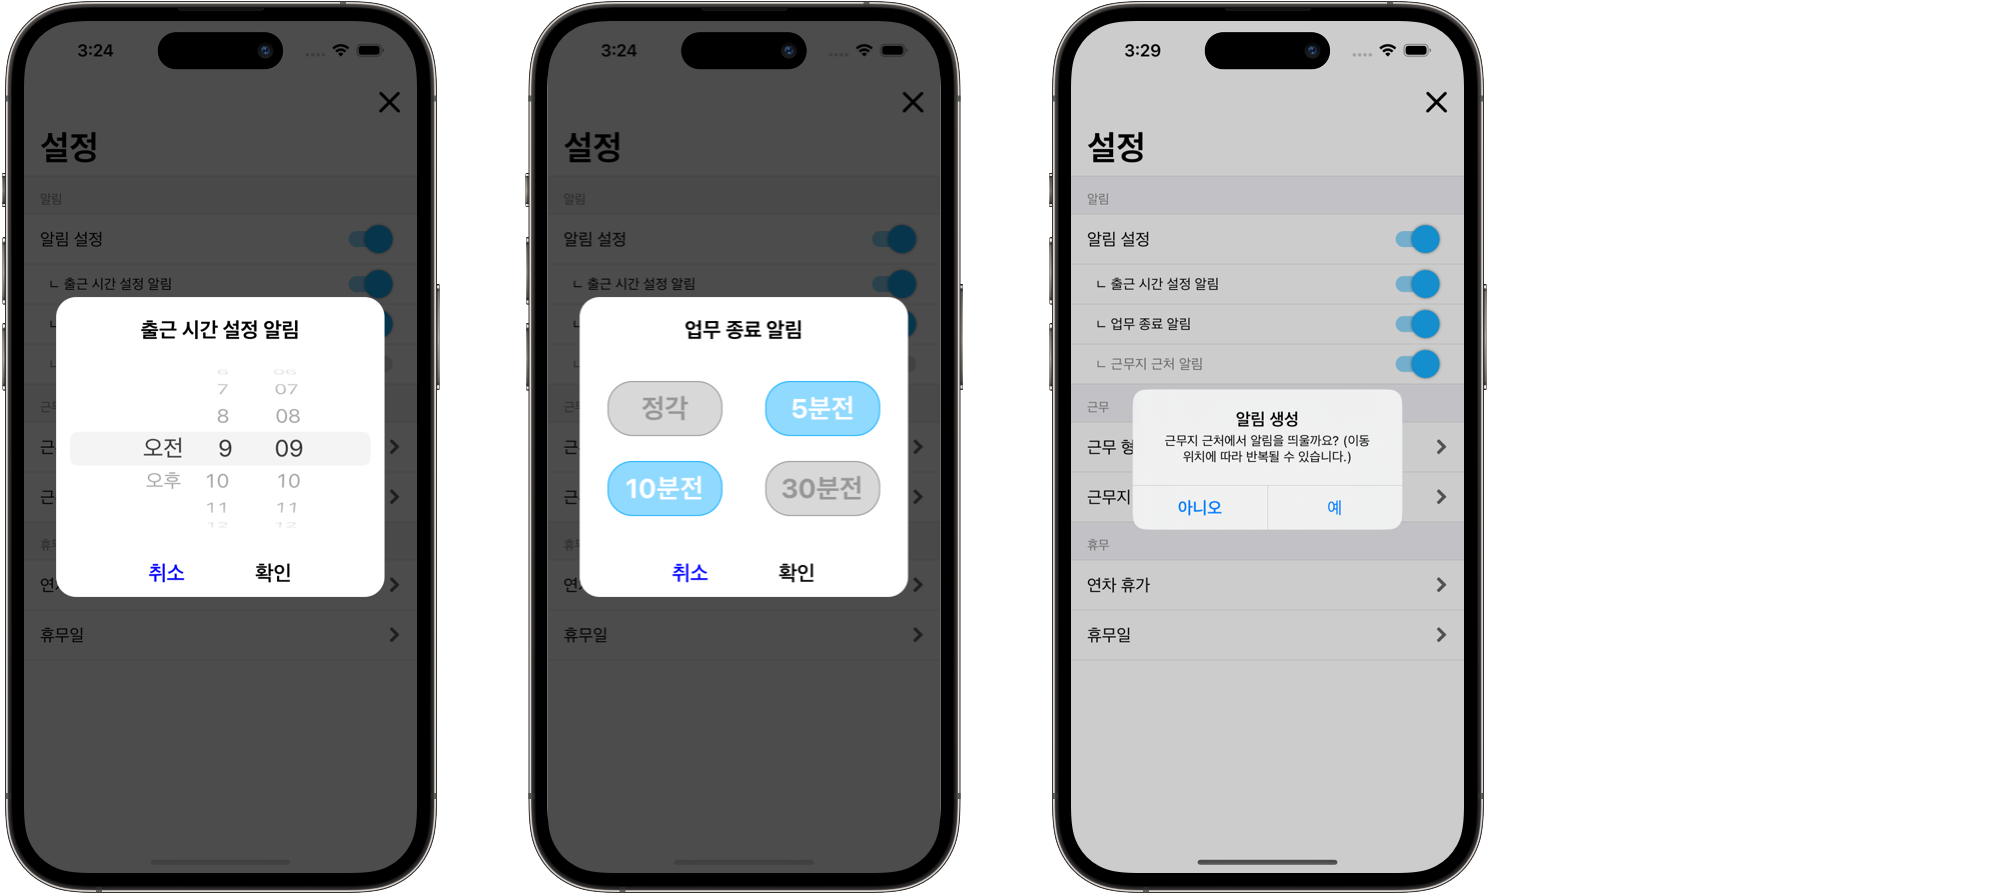 3:24
설정
알림
알림 설정
ㄴ 출근 시간 설정 알림
출근 시간 설정 알림
6 06
7 07
8 08
오전 9 09
오후 10 10
11 11
12 12
취소 확인
휴무일
3:24
설정
알림
알림 설정
ㄴ 출근 시간 설정 알림
업무 종료 알림
정각 5분전
10분전 30분전
취소 확인
휴무일
3:29
설정
알림
알림 설정
ㄴ 출근 시간 설정 알림
ㄴ 업무 종료 알림
ㄴ 근무지 근처 알림
근무
근무 형
근무지
알림 생성
근무지 근처에서 알림을 띄울까요? (이동
위치에 따라 반복될 수 있습니다.)
아니오 예
휴무
연차 휴가
휴무일